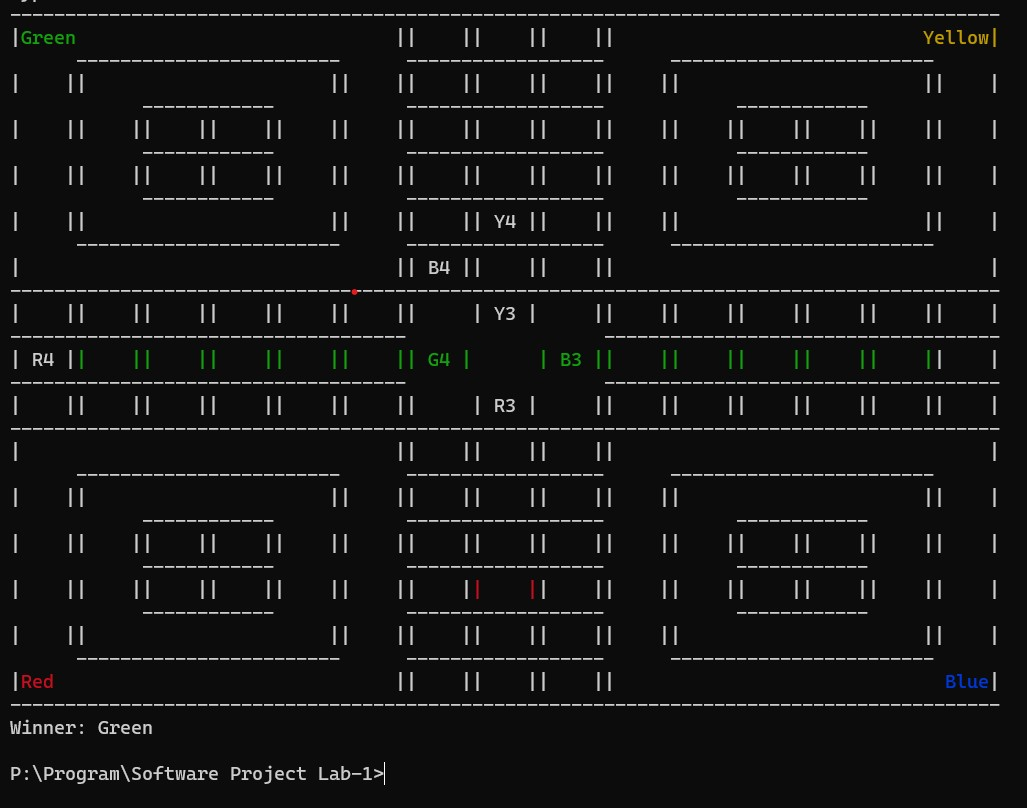 Green Yellow
Y4
B4
Y3
R4 G4 B3
R3
Red Blue
Winner: Green
P:\Program\Software Project Lab-1>